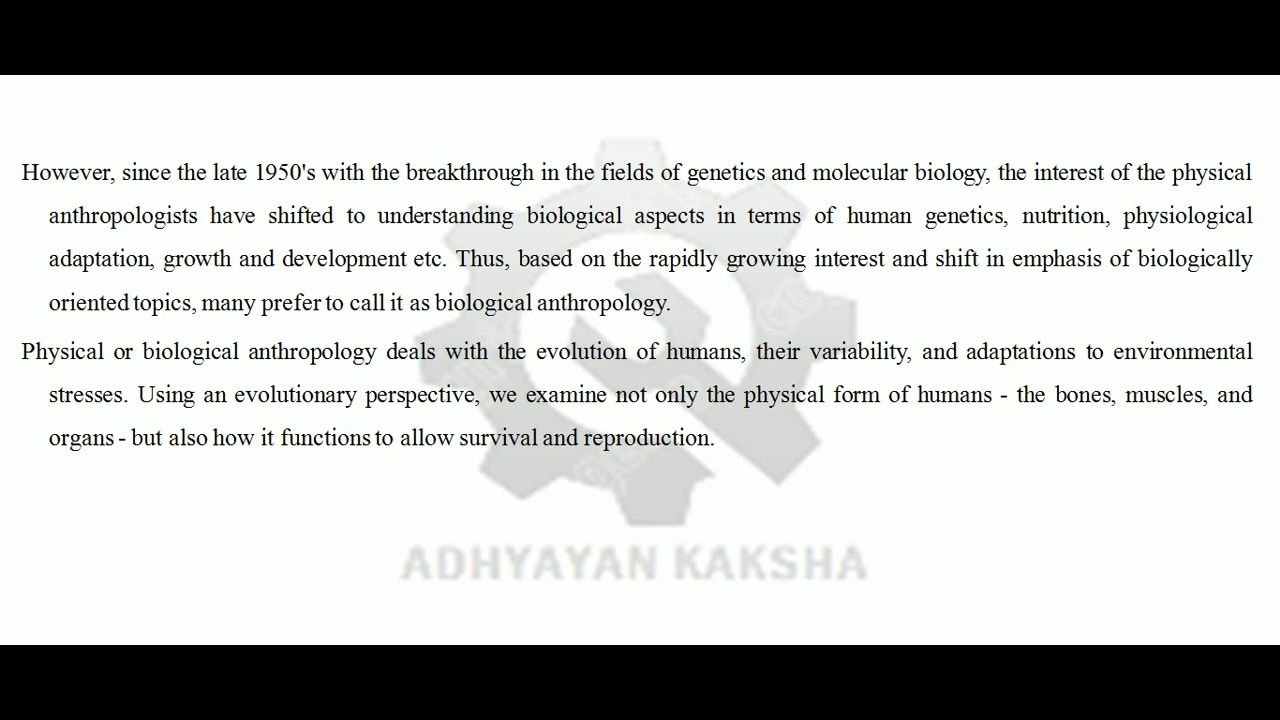 However, since the late 1950's with the breakthrough in the fields of genetics and molecular biology, the interest of the physical
anthropologists have shifted to understanding biological aspects in terms of human genetics, nutrition, physiological
adaptation, growth and development etc. Thus, based on the rapidly growing interest and shift in emphasis of biologically
oriented topics, many prefer to call it as biological anthropology.
Physical or biological anthropology deals with the evolution of humans, their variability, and adaptations to environmental
stresses. Using an evolutionary perspective, we examine not only the physical form of humans - the bones, muscles, and
organs - but also how it functions to allow survival and reproduction.
ADHYAYAN KAKSHA